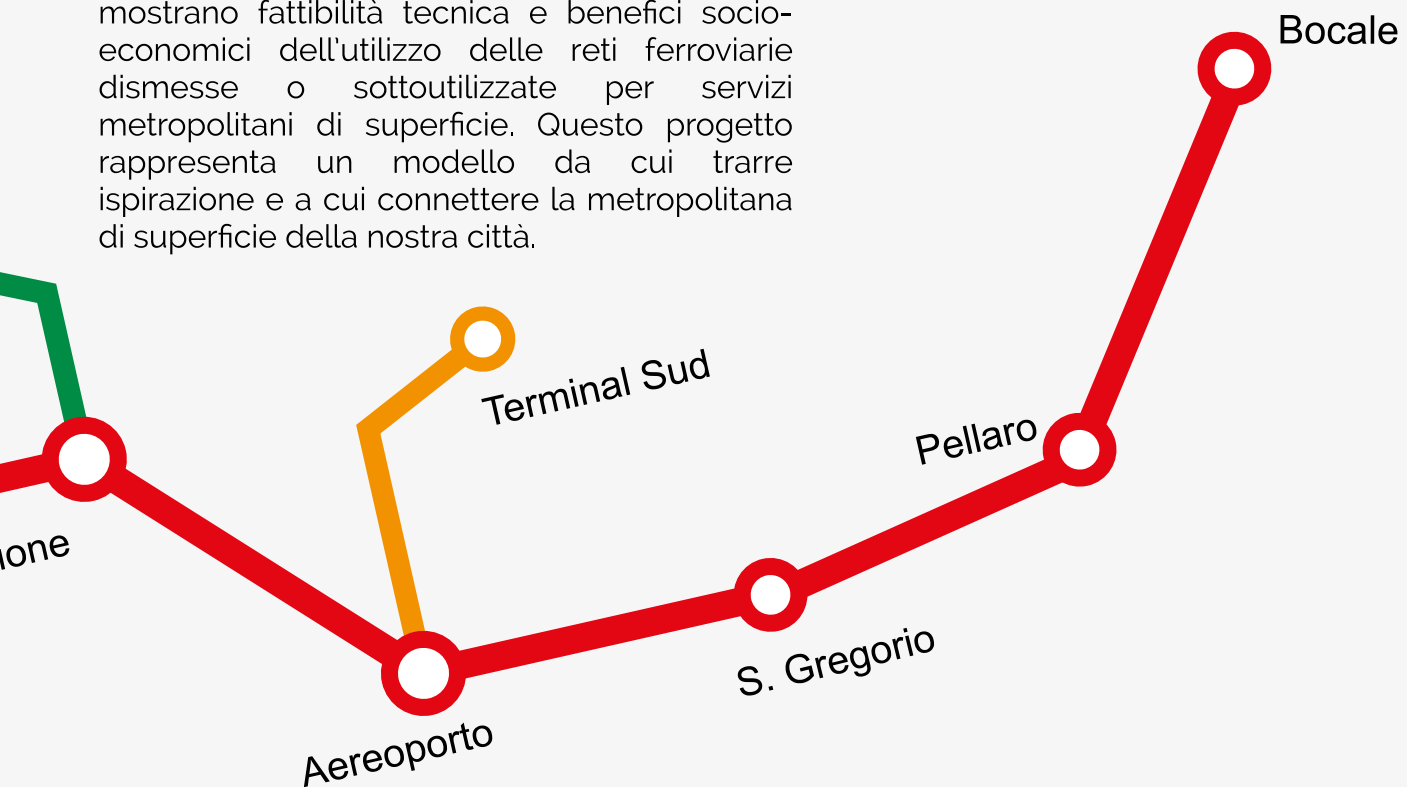 mostrano fattibilità tecnica e benefici socio-
economici dell'utilizzo delle reti ferroviarie
dismesse o sottoutilizzate per servizi
metropolitani di superficie. Questo progetto
rappresenta un modello da cui trarre
ispirazione e a cui connettere la metropolitana
di superficie della nostra città.
Bocale
Terminal Sud
Pellaro
S. Gregorio
Aereoporto